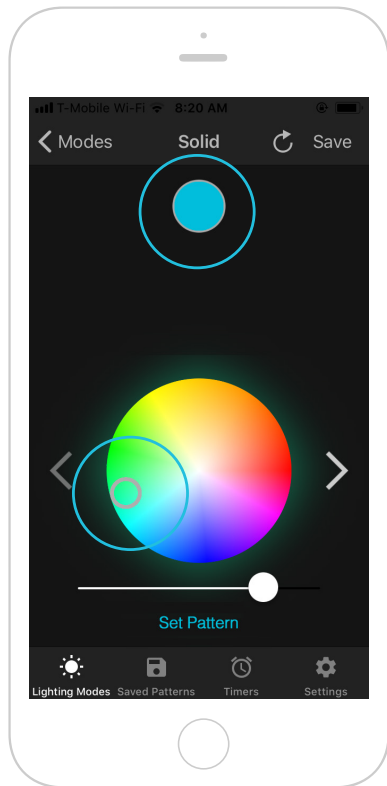 T-Mobile Wi-Fi 8:20 AM
Modes Solid Save
Set Pattern
Lighting Modes Saved Patterns Timers Settings